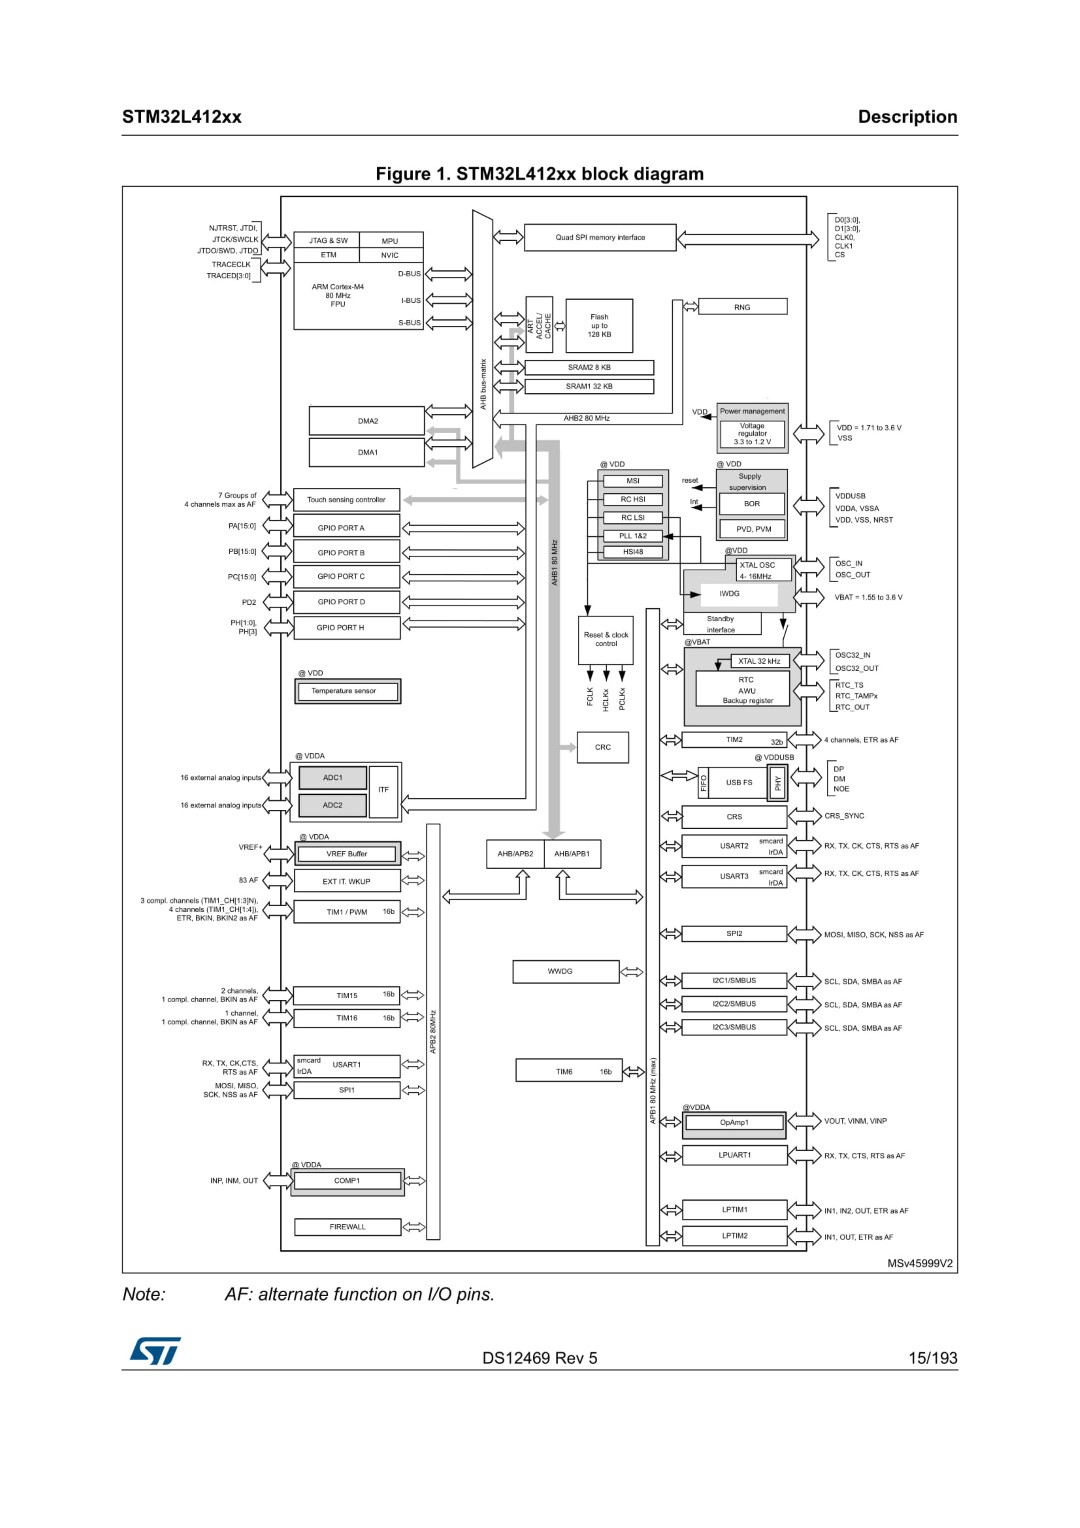 STM32L412xx
Description
Figure 1. STM32L412xx block diagram
NJTRST, JTDI,
JTCK/SWCLK
JTDO/SWD, JTDO
TRACECLK
TRACED[3:0]
JTAG & SW
MPU
ETM
NVIC
ARM Cortex-M4
80 MHz
FPU
D-BUS
I-BUS
S-BUS
DMA2
DMA1
AHB bus-matrix
Quad SPI memory interface
D0[3:0],
D1[3:0],
CLK0,
CLK1
CS
ART
ACCEL/
CACHE
Flash
up to
128 KB
SRAM2 8 KB
SRAM1 32 KB
AHB2 80 MHz
RNG
VDD
Power management
Voltage
regulator
3.3 to 1.2 V
VDD = 1.71 to 3.6 V
VSS
@ VDD
MSI
RC HSI
RC LSI
PLL 1&2
HSI48
@ VDD
reset
Int
Supply
supervision
BOR
PVD, PVM
VDDUSB
VDDA, VSSA
VDD, VSS, NRST
@VDD
XTAL OSC
4- 16MHz
IWDG
OSC_IN
OSC_OUT
VBAT = 1.55 to 3.6 V
Standby
interface
@VBAT
XTAL 32 kHz
RTC
AWU
Backup register
OSC32_IN
OSC32_OUT
RTC_TS
RTC_TAMPx
RTC_OUT
7 Groups of
4 channels max as AF
Touch sensing controller
PA[15:0]
GPIO PORT A
PB[15:0]
GPIO PORT B
PC[15:0]
GPIO PORT C
PD2
GPIO PORT D
PH[1:0],
PH[3]
GPIO PORT H
AHB1 80 MHz
Reset & clock
control
FCLK
HCLKx
PCLKx
@ VDD
Temperature sensor
CRC
@ VDDA
16 external analog inputs
ADC1
ITF
16 external analog inputs
ADC2
@ VDDA
VREF+
VREF Buffer
83 AF
EXT IT. WKUP
3 compl. channels (TIM1_CH[1:3]N),
4 channels (TIM1_CH[1:4]),
ETR, BKIN, BKIN2 as AF
TIM1 / PWM
16b
AHB/APB2
AHB/APB1
2 channels,
1 compl. channel, BKIN as AF
TIM15
16b
1 channel,
1 compl. channel, BKIN as AF
TIM16
16b
RX, TX, CK,CTS,
RTS as AF
smcard
IrDA
USART1
MOSI, MISO,
SCK, NSS as AF
SPI1
@ VDDA
INP, INM, OUT
COMP1
FIREWALL
APB2 80MHz
WWDG
TIM6
16b
APB1 80 MHz (max)
TIM2
32b
4 channels, ETR as AF
@ VDDUSB
FIFO
USB FS
PHY
DP
DM
NOE
CRS
CRS_SYNC
USART2
smcard
IrDA
RX, TX, CK, CTS, RTS as AF
USART3
smcard
IrDA
RX, TX, CK, CTS, RTS as AF
SPI2
MOSI, MISO, SCK, NSS as AF
I2C1/SMBUS
SCL, SDA, SMBA as AF
I2C2/SMBUS
SCL, SDA, SMBA as AF
I2C3/SMBUS
SCL, SDA, SMBA as AF
@VDDA
OpAmp1
VOUT, VINM, VINP
LPUART1
RX, TX, CTS, RTS as AF
LPTIM1
IN1, IN2, OUT, ETR as AF
LPTIM2
IN1, OUT, ETR as AF
MSv45999V2
Note: AF: alternate function on I/O pins.
ST
DS12469 Rev 5
15/193